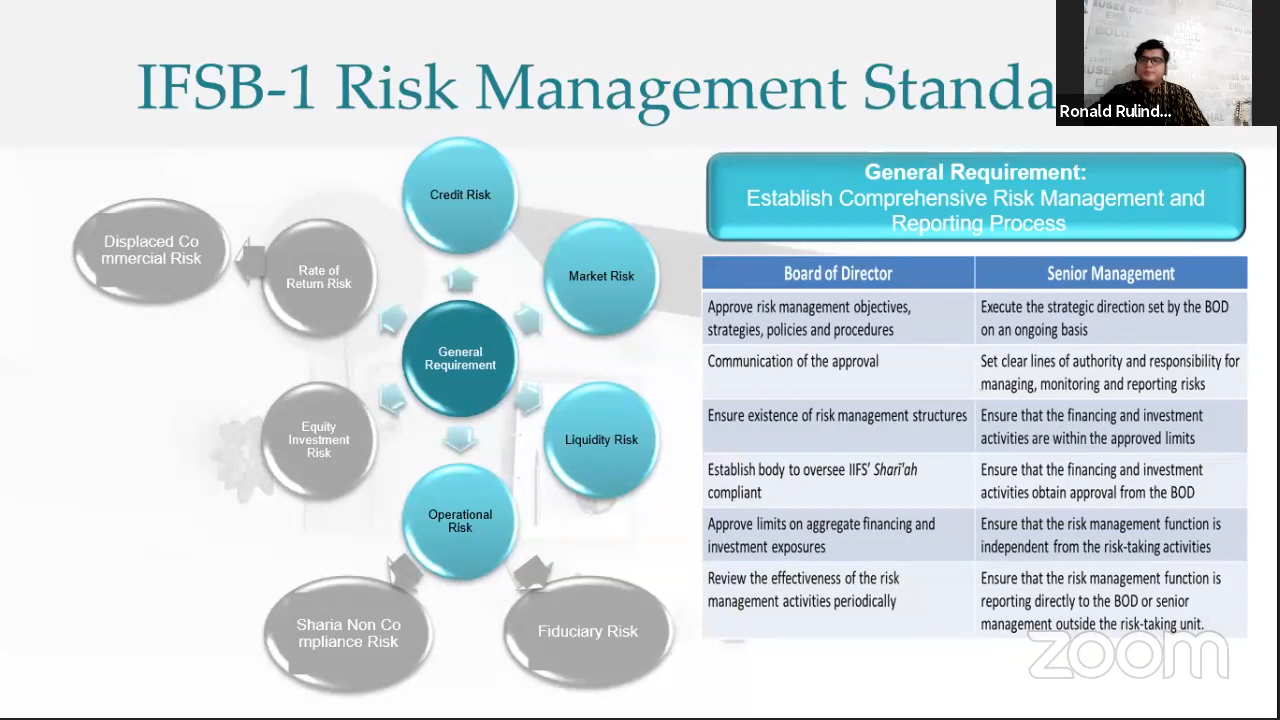 IFSB-1 Risk Management Standa
Ronald Rulind...
Credit Risk
Displaced Co
mmercial Risk
Rate of
Return Risk
Market Risk
General
Requirement
Equity
Investment
Risk
Liquidity Risk
Operational
Risk
Sharia Non Co
mpliance Risk
Fiduciary Risk
General Requirement:
Establish Comprehensive Risk Management and
Reporting Process
Board of Director
Senior Management
Approve risk management objectives,
strategies, policies and procedures
Execute the strategic direction set by the BOD
on an ongoing basis
Communication of the approval
Set clear lines of authority and responsibility for
managing, monitoring and reporting risks
Ensure existence of risk management structures
Ensure that the financing and investment
activities are within the approved limits
Establish body to oversee IIFS’ Sharī'ah
compliant
Ensure that the financing and investment
activities obtain approval from the BOD
Approve limits on aggregate financing and
investment exposures
Ensure that the risk management function is
independent from the risk-taking activities
Review the effectiveness of the risk
management activities periodically
Ensure that the risk management function is
reporting directly to the BOD or senior
management outside the risk-taking unit.
zoom